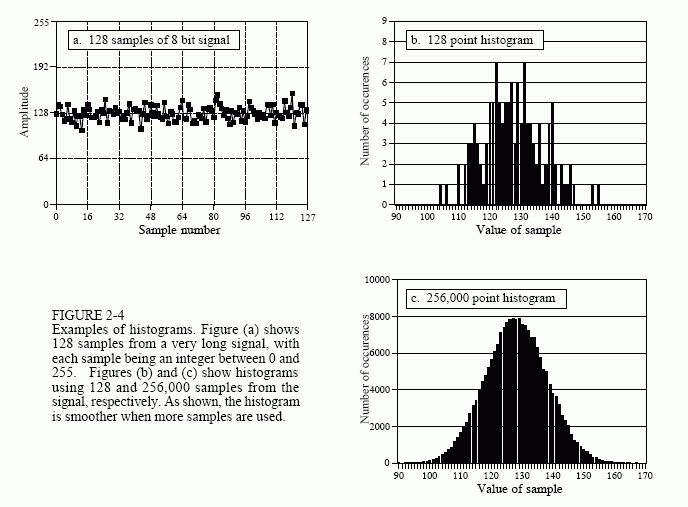 255
a. 128 samples of 8 bit signal
192
128
64
0
Amplitude
0 16 32 48 64 80 96 112 127
Sample number
9
b. 128 point histogram
8
7
6
5
4
3
2
1
0
Number of occurences
90 100 110 120 130 140 150 160 170
Value of sample
FIGURE 2-4
Examples of histograms. Figure (a) shows
128 samples from a very long signal, with
each sample being an integer between 0 and
255. Figures (b) and (c) show histograms
using 128 and 256,000 samples from the
signal, respectively. As shown, the histogram
is smoother when more samples are used.
10000
c. 256,000 point histogram
8000
6000
4000
2000
0
Number of occurences
90 100 110 120 130 140 150 160 170
Value of sample